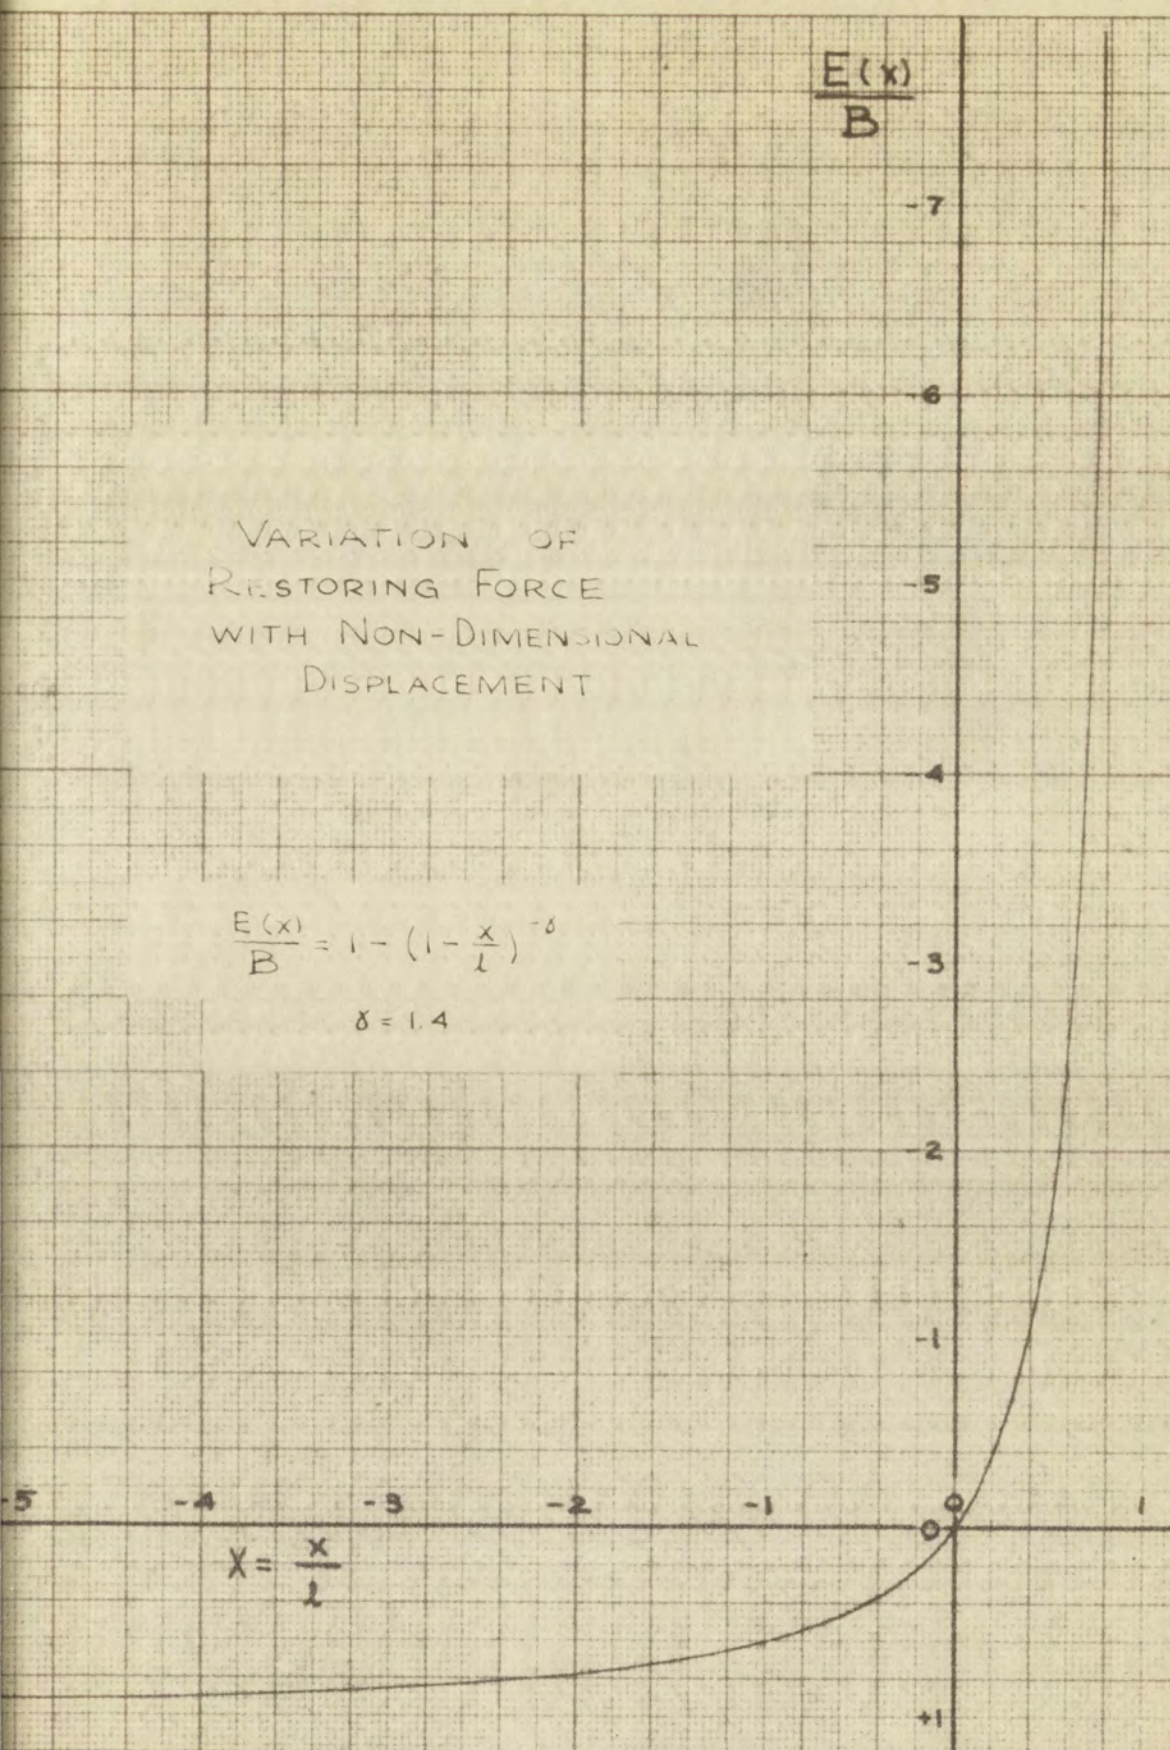 E(x)
B
-7
-6
VARIATION OF
RESTORING FORCE
WITH NON-DIMENSIONAL
DISPLACEMENT
-5
-4
E(x)/B = 1 - (1 - x/l)^-γ
γ = 1.4
-3
-2
-1
-5 -4 -3 -2 -1 0 1
0
X = x/l
+1